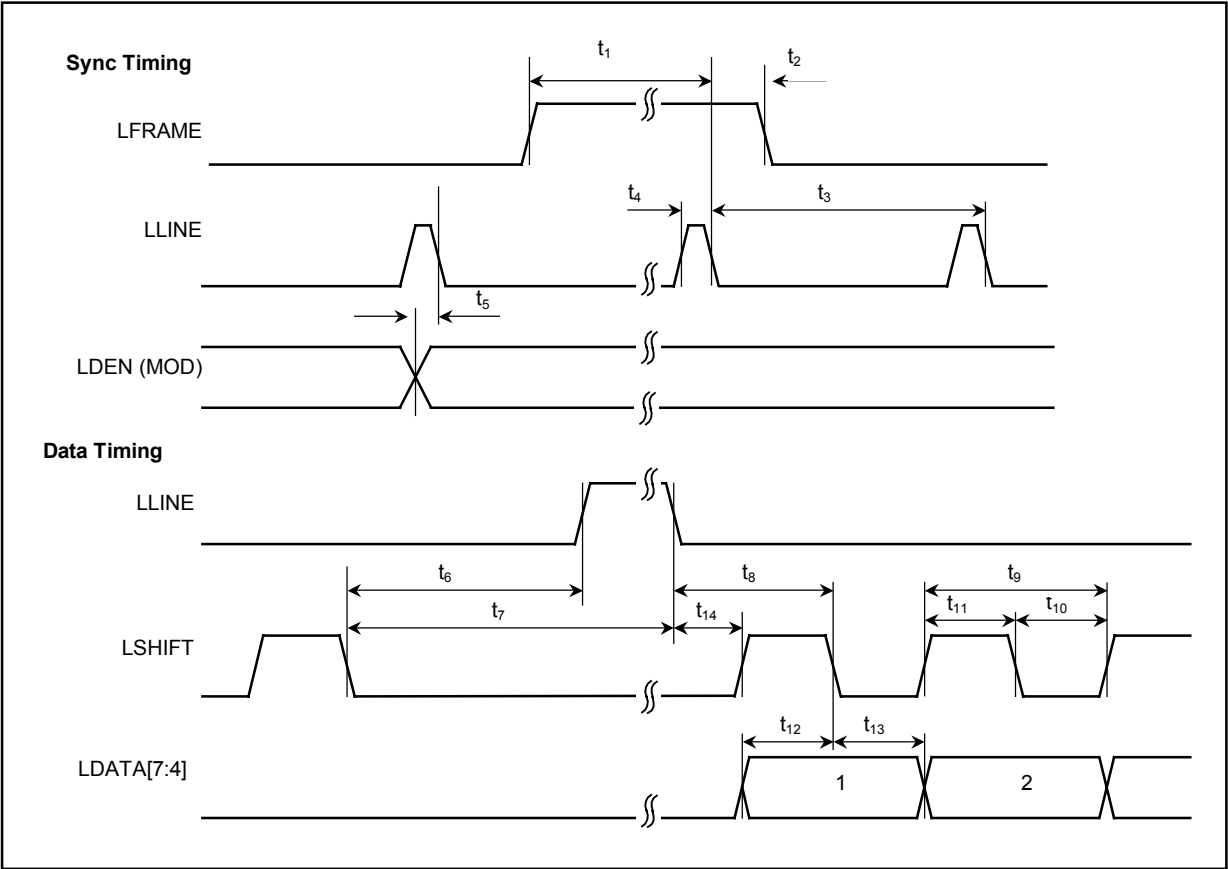 Sync Timing
t1
t2
LFRAME
t4
t3
LLINE
t5
LDEN (MOD)
Data Timing
LLINE
t6
t8
t9
t7
t14
t11
t10
LSHIFT
t12
t13
LDATA[7:4]
1
2